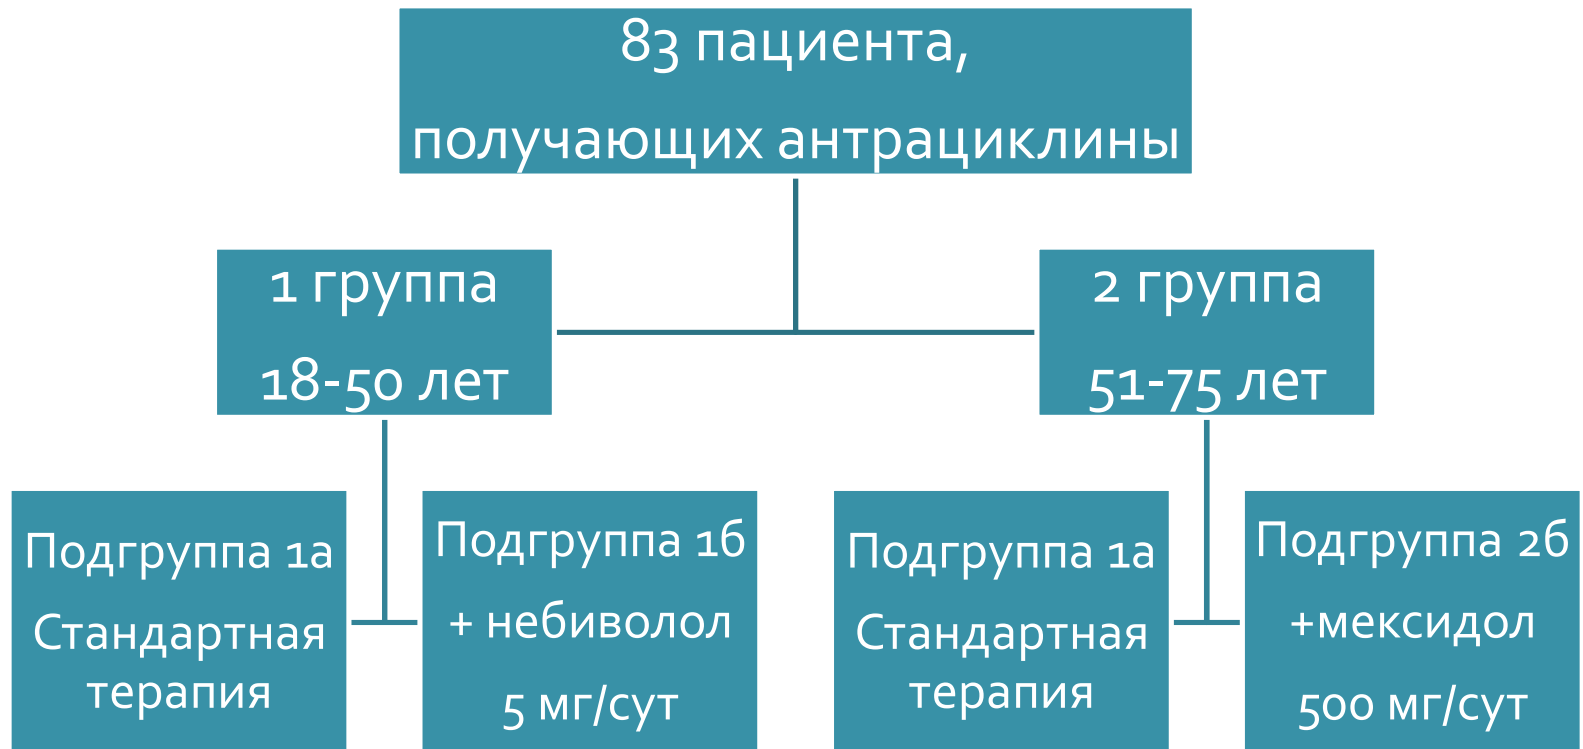 83 пациента,
получающих антрациклины
1 группа
18-50 лет
2 группа
51-75 лет
Подгруппа 1а
Стандартная
терапия
Подгруппа 1б
+ небиволол
5 мг/сут
Подгруппа 1а
Стандартная
терапия
Подгруппа 2б
+мексидол
500 мг/сут